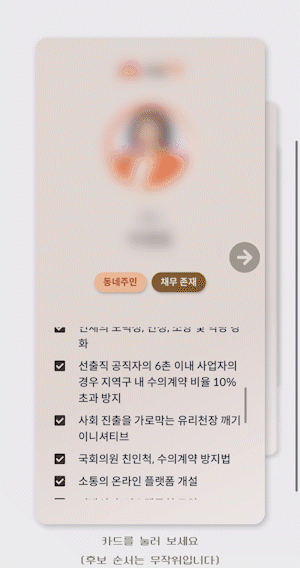 동네주민 채무 존재
화
선출직 공직자의 6촌 이내 사업자의
경우 지역구 내 수의계약 비율 10%
초과 방지
사회 진출을 가로막는 유리천장 깨기
이니셔티브
국회의원 친인척, 수의계약 방지법
소통의 온라인 플랫폼 개설
카드를 눌러 보세요
(후보 순서는 무작위입니다)